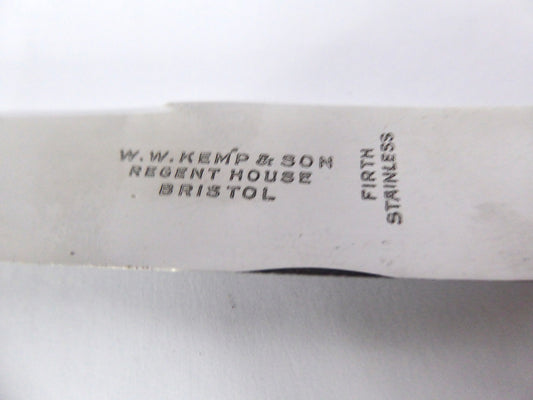 W. W. KEMP & SON
REGENT HOUSE
BRISTOL
FIRTH
STAINLESS